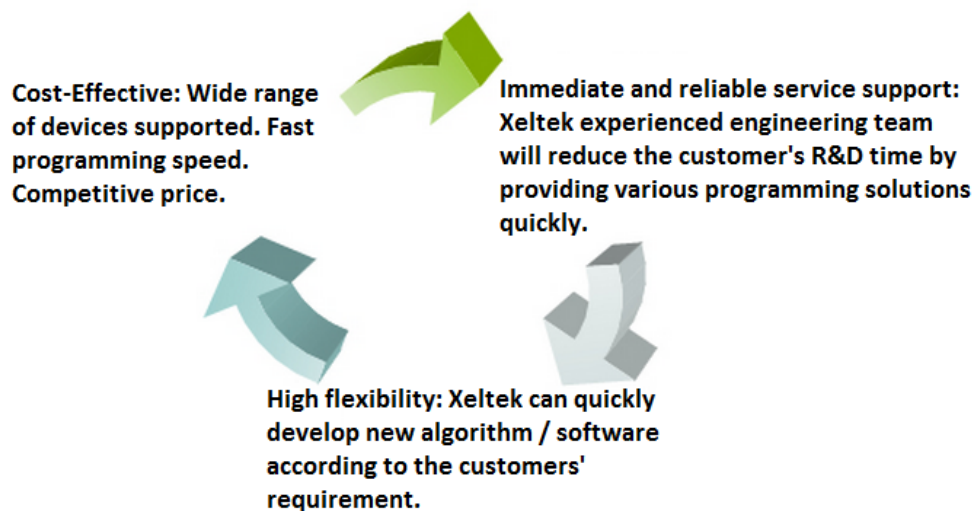 Cost-Effective: Wide range
of devices supported. Fast
programming speed.
Competitive price.
Immediate and reliable service support:
Xeltek experienced engineering team
will reduce the customer's R&D time by
providing various programming solutions
quickly.
High flexibility: Xeltek can quickly
develop new algorithm / software
according to the customers'
requirement.